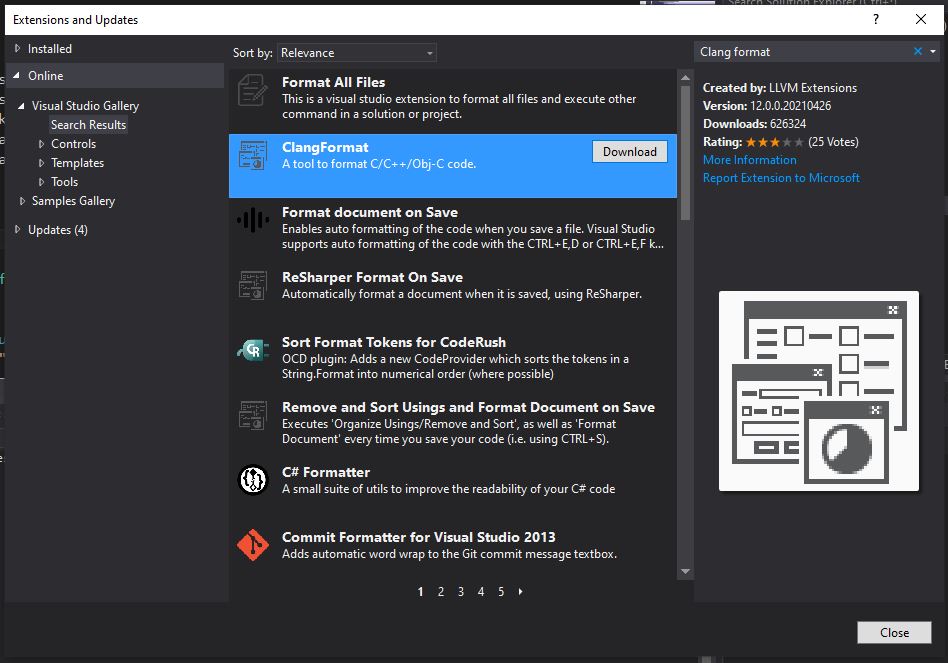 Search Solution Explorer (Ctrl+;)
Extensions and Updates
?
Installed
Online
Visual Studio Gallery
Search Results
Controls
Templates
Tools
Samples Gallery
Updates (4)
Sort by: Relevance
Format All Files
This is a visual studio extension to format all files and execute other
command in a solution or project.
ClangFormat
Download
A tool to format C/C++/Obj-C code.
Format document on Save
Enables auto formatting of the code when you save a file. Visual Studio
supports auto formatting of the code with the CTRL+E,D or CTRL+E,F k...
ReSharper Format On Save
Automatically format a document when it is saved, using ReSharper.
Sort Format Tokens for CodeRush
OCD plugin: Adds a new CodeProvider which sorts the tokens in a
String.Format into numerical order (where possible)
Remove and Sort Usings and Format Document on Save
Executes 'Organize Usings/Remove and Sort', as well as 'Format
Document' every time you save your code (i.e. using CTRL+S).
C# Formatter
A small suite of utils to improve the readability of your C# code
Commit Formatter for Visual Studio 2013
Adds automatic word wrap to the Git commit message textbox.
1 2 3 4 5
Clang format
Created by: LLVM Extensions
Version: 12.0.0.20210426
Downloads: 626324
Rating: (25 Votes)
More Information
Report Extension to Microsoft
Close